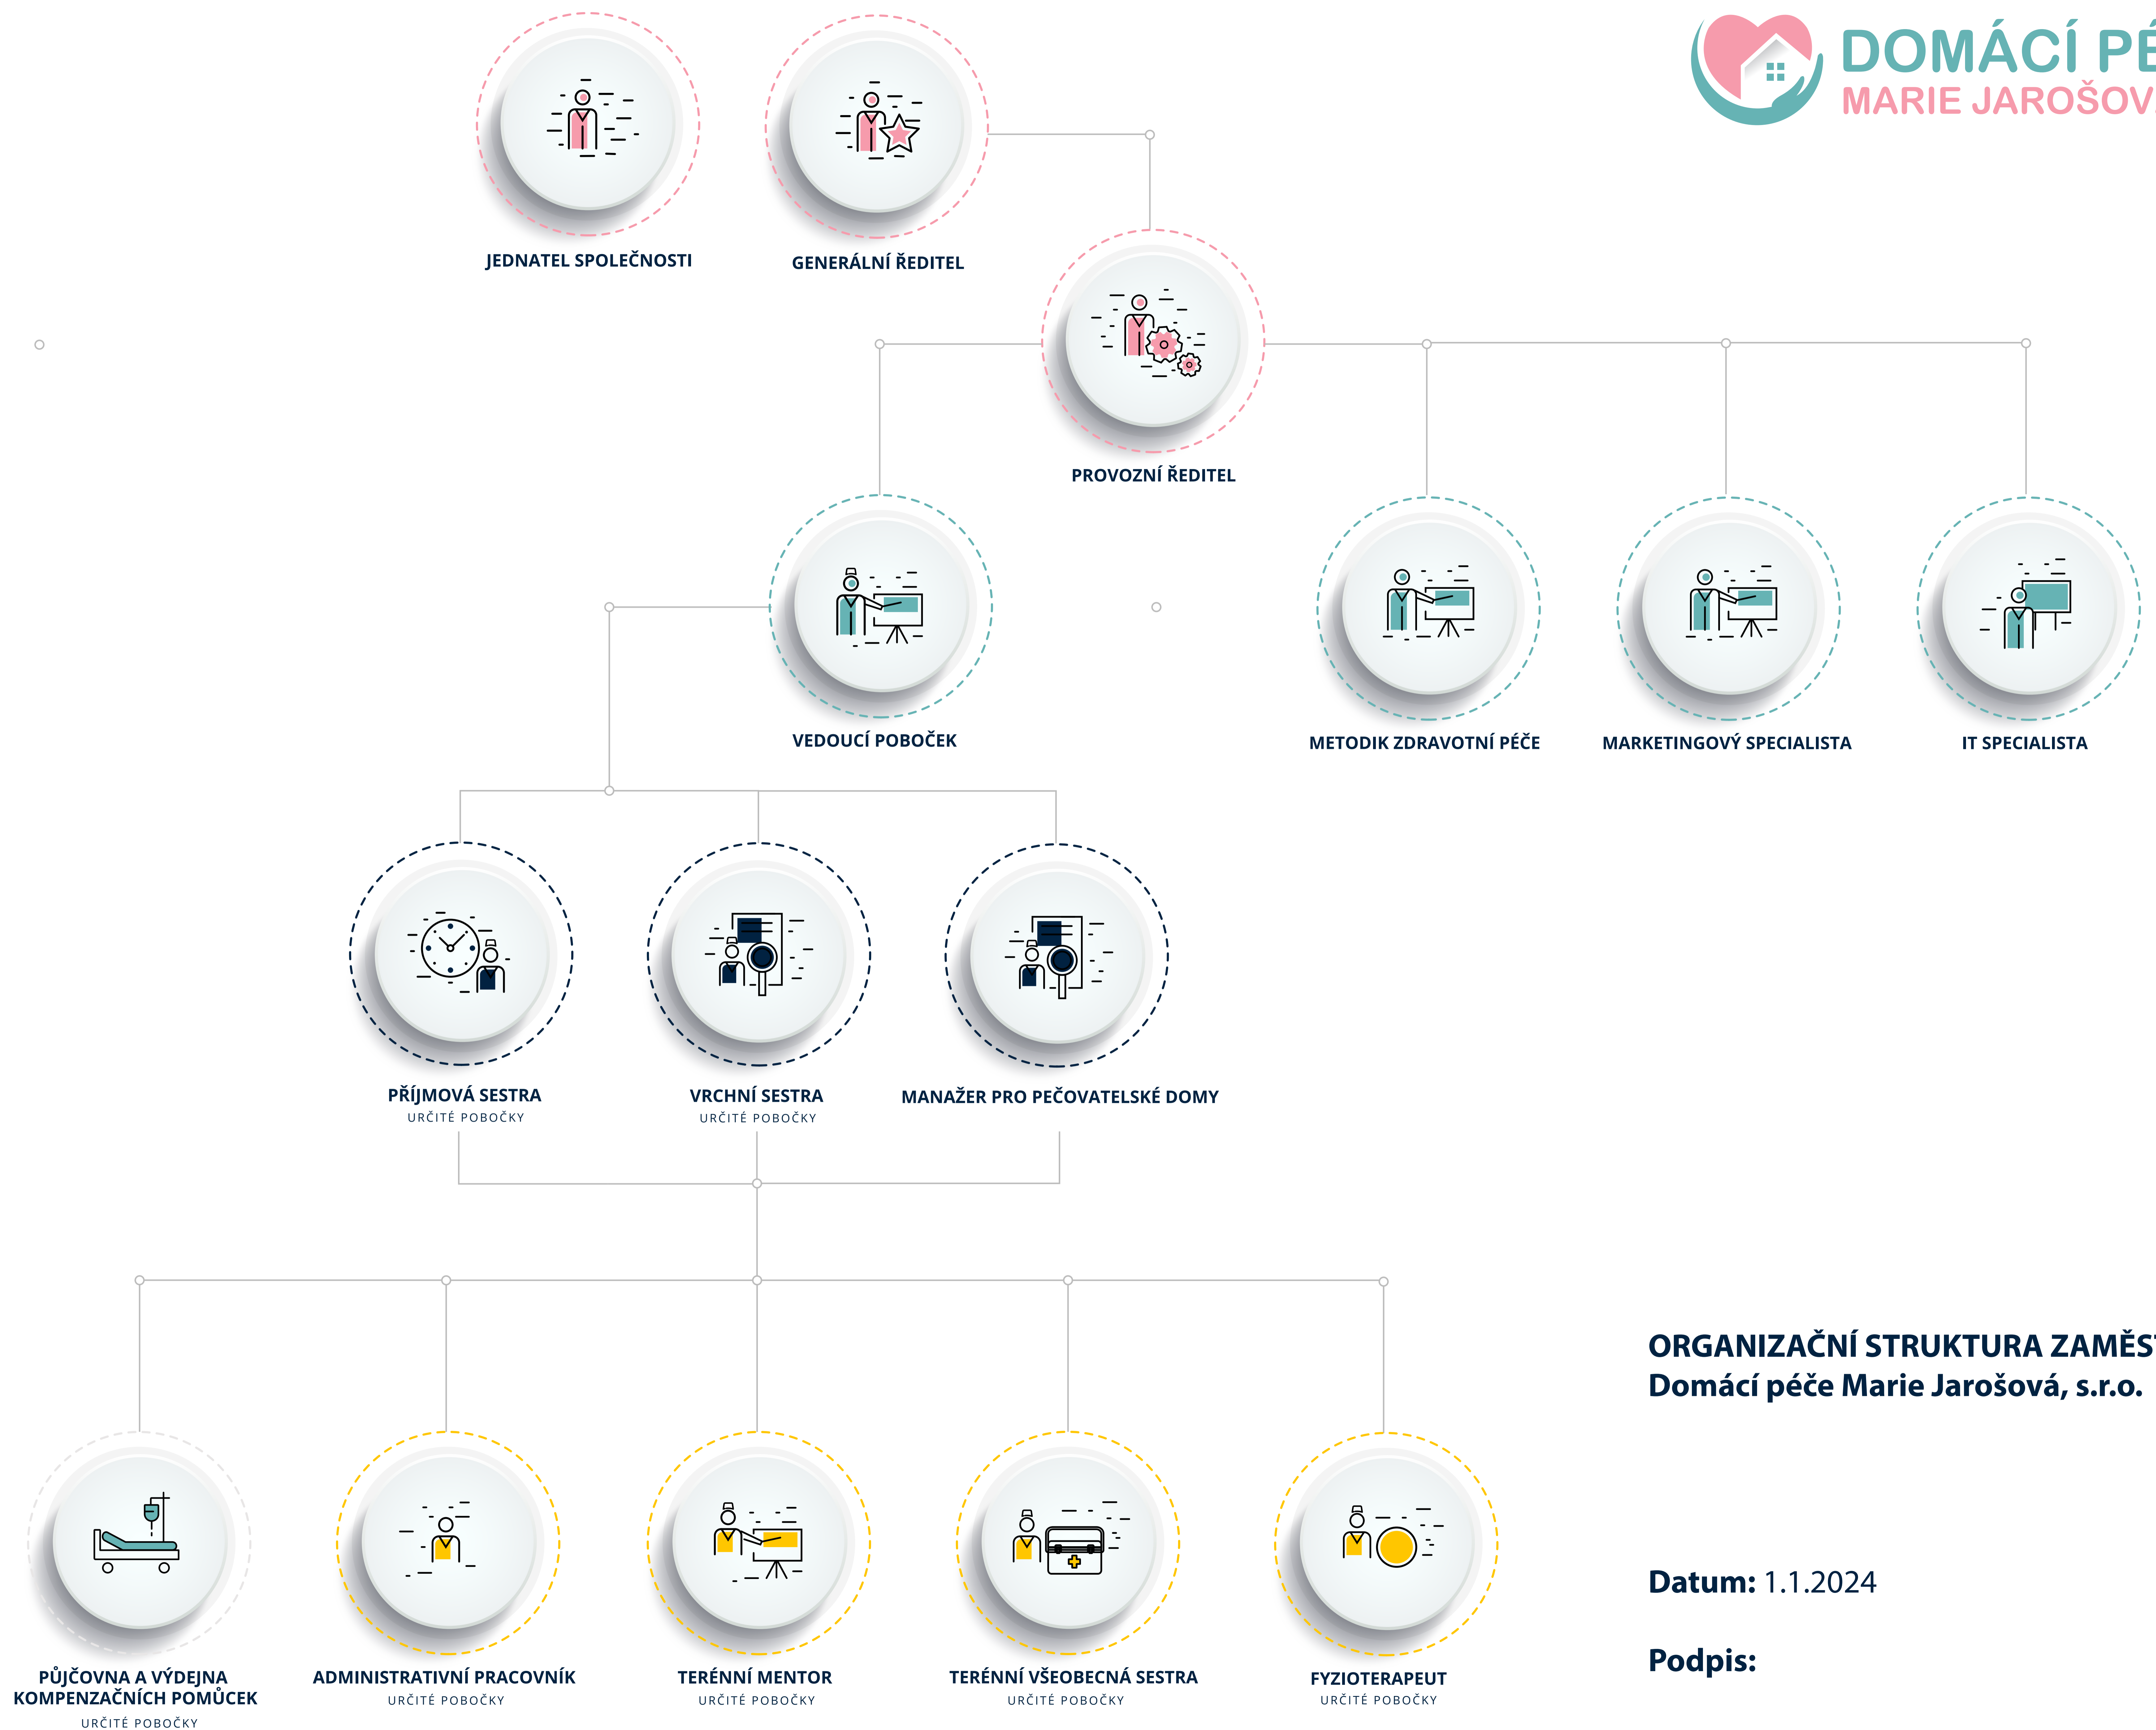 DOMÁCÍ PÉ
MARIE JAROŠOV
JEDNATEL SPOLEČNOSTI
GENERÁLNÍ ŘEDITEL
PROVOZNÍ ŘEDITEL
VEDOUCÍ POBOČEK
METODIK ZDRAVOTNÍ PÉČE
MARKETINGOVÝ SPECIALISTA
IT SPECIALISTA
PŘÍJMOVÁ SESTRA
URČITÉ POBOČKY
VRCHNÍ SESTRA
URČITÉ POBOČKY
MANAŽER PRO PEČOVATELSKÉ DOMY
ORGANIZAČNÍ STRUKTURA ZAMĚST
Domácí péče Marie Jarošová, s.r.o.
Datum: 1.1.2024
Podpis:
PŮJČOVNA A VÝDEJNA
KOMPENZAČNÍCH POMŮCEK
URČITÉ POBOČKY
ADMINISTRATIVNÍ PRACOVNÍK
URČITÉ POBOČKY
TERÉNNÍ MENTOR
URČITÉ POBOČKY
TERÉNNÍ VŠEOBECNÁ SESTRA
URČITÉ POBOČKY
FYZIOTERAPEUT
URČITÉ POBOČKY